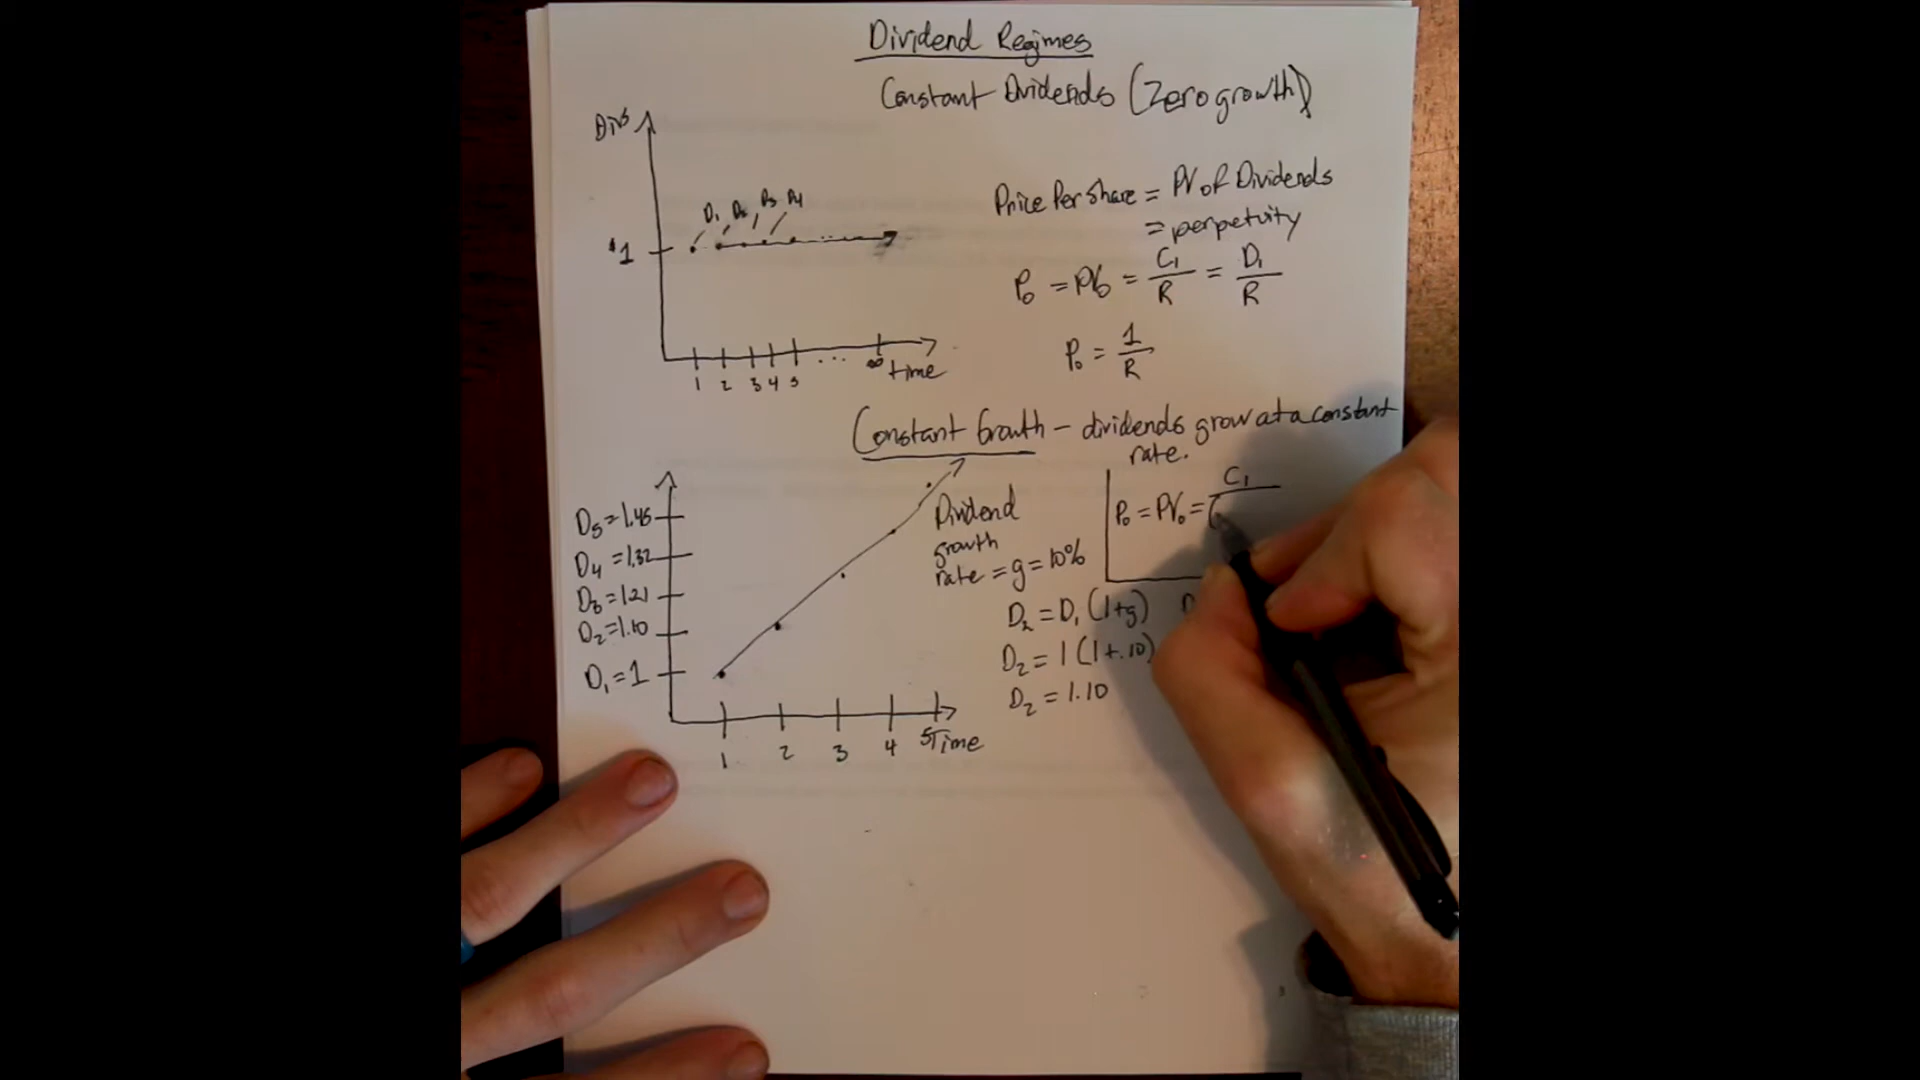 Dividend Regimes
Constant Dividends (Zero growth)
Divs
D1 D2 D3 D4
$1
1 2 3 4 5 ... ∞ time
Price Per Share = PV of Dividends
= perpetuity
P0 = PV0 = C1/R = D1/R
P0 = 1/R
Constant Growth – dividends grow at a constant
rate.
D5 = 1.45
D4 = 1.32
D3 = 1.21
D2 = 1.10
D1 = 1
1 2 3 4 5 Time
Dividend
growth
rate = g = 10%
P0 = PV0 = C1/(
D2 = D1 (1+g) D
D2 = 1 (1+.10)
D2 = 1.10